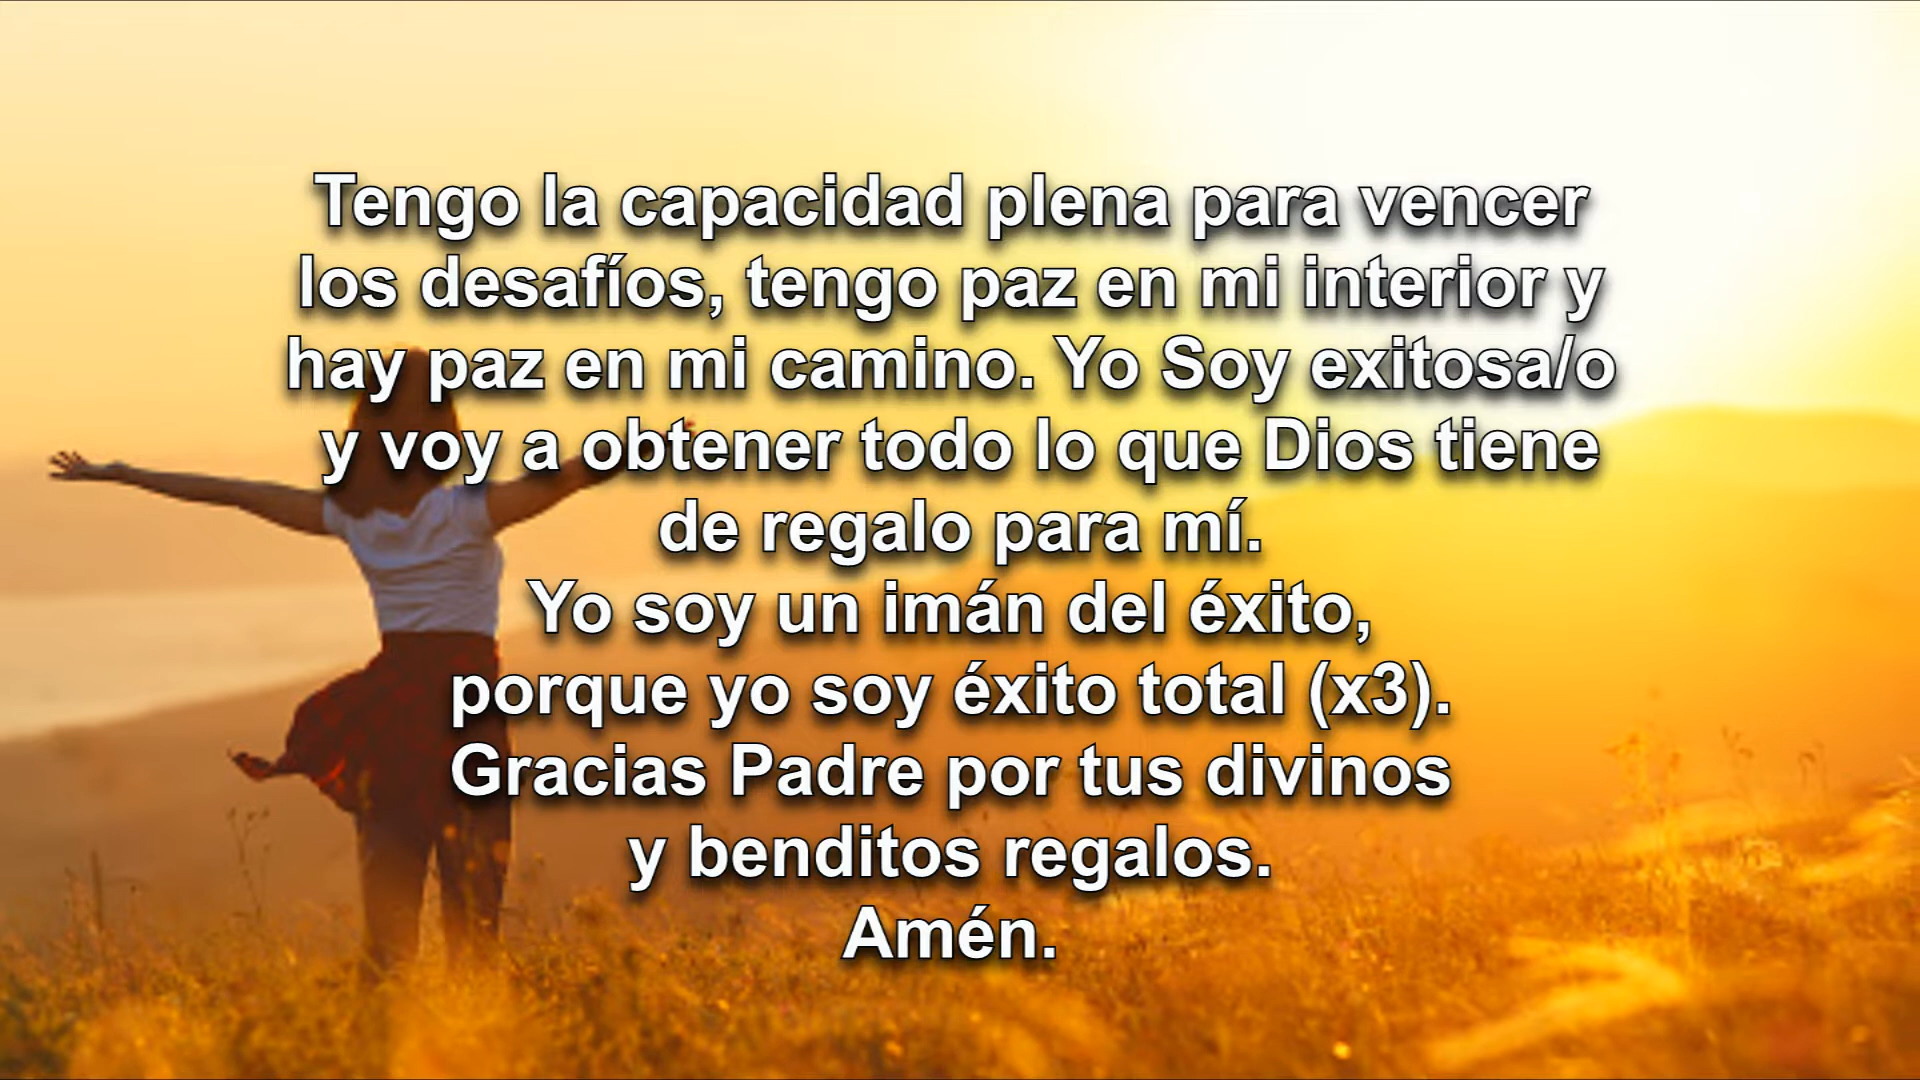 Tengo la capacidad plena para vencer
los desafíos, tengo paz en mi interior y
hay paz en mi camino. Yo Soy exitosa/o
y voy a obtener todo lo que Dios tiene
de regalo para mí.
Yo soy un imán del éxito,
porque yo soy éxito total (x3).
Gracias Padre por tus divinos
y benditos regalos.
Amén.